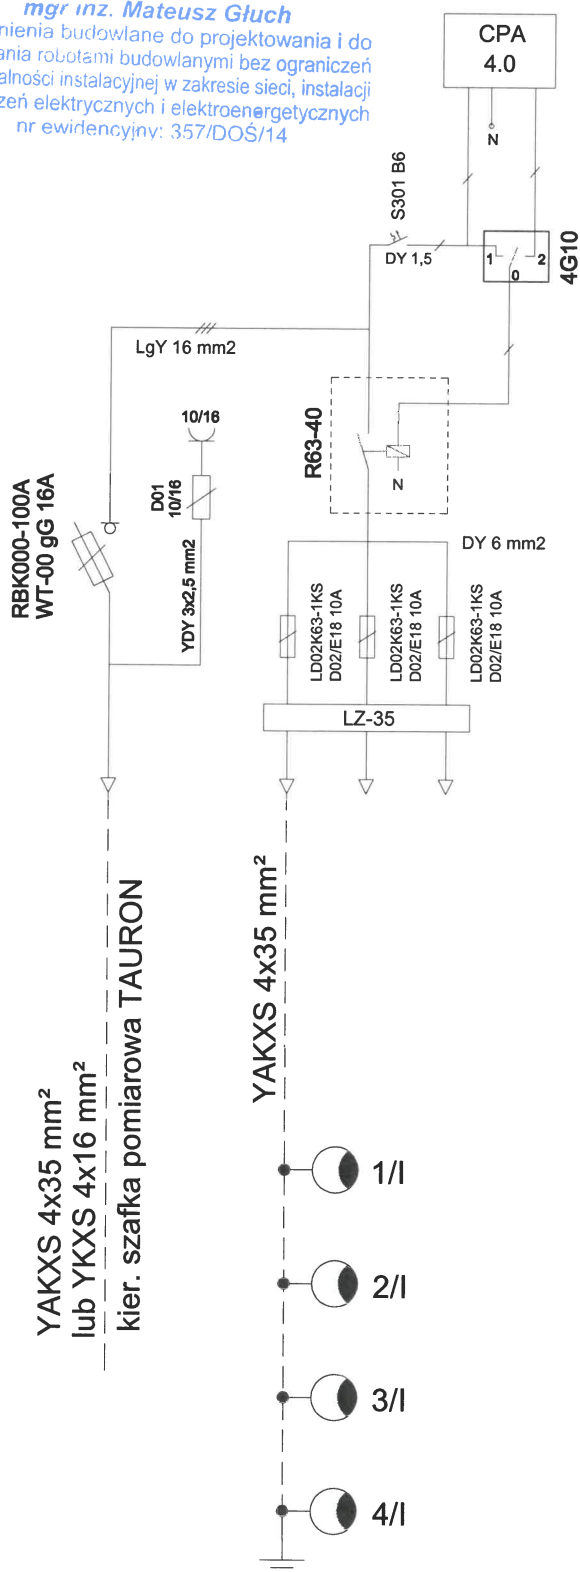 mgr inż. Mateusz Głuch
nienia budowlane do projektowania i do
ania robotami budowlanymi bez ograniczeń
alności instalacyjnej w zakresie sieci, instalacji
zeń elektrycznych i elektroenergetycznych
nr ewidencyjny: 357/DOŚ/14
CPA
4.0
N
S301 B6
DY 1,5
1
2
0
4G10
LgY 16 mm2
10/16
D01
10/16
R63-40
N
RBK000-100A
WT-00 gG 16A
YDY 3x2,5 mm2
DY 6 mm2
LD02K63-1KS
D02/E18 10A
LD02K63-1KS
D02/E18 10A
LD02K63-1KS
D02/E18 10A
LZ-35
YAKXS 4x35 mm²
lub YKXS 4x16 mm²
kier. szafka pomiarowa TAURON
YAKXS 4x35 mm²
1/I
2/I
3/I
4/I